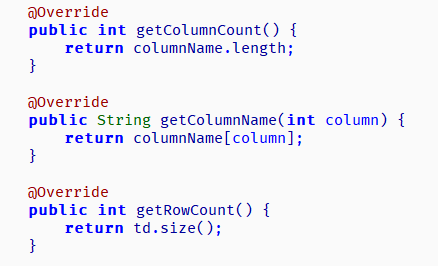 @Override
public int getColumnCount() {
    return columnName.length;
}

@Override
public String getColumnName(int column) {
    return columnName[column];
}

@Override
public int getRowCount() {
    return td.size();
}